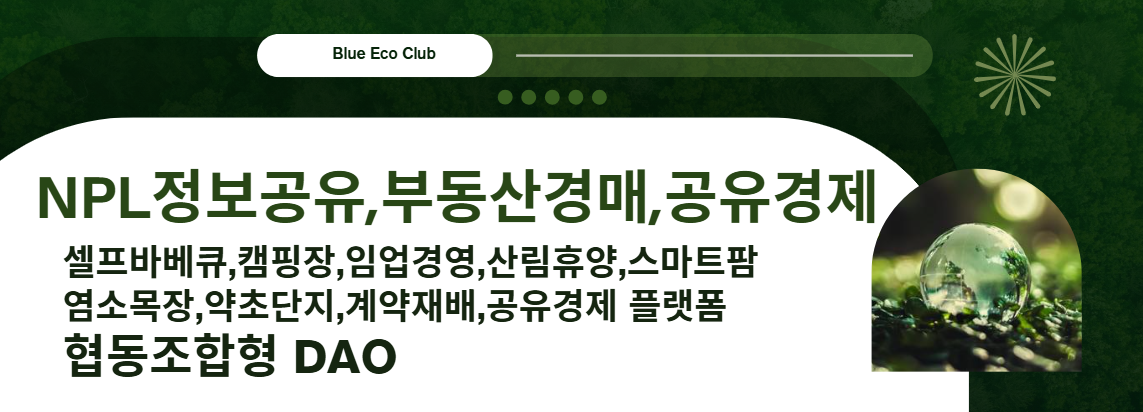 Blue Eco Club
NPL정보공유,부동산경매,공유경제
셀프바베큐,캠핑장,임업경영,산림휴양,스마트팜
염소목장,약초단지,계약재배,공유경제 플랫폼
협동조합형 DAO